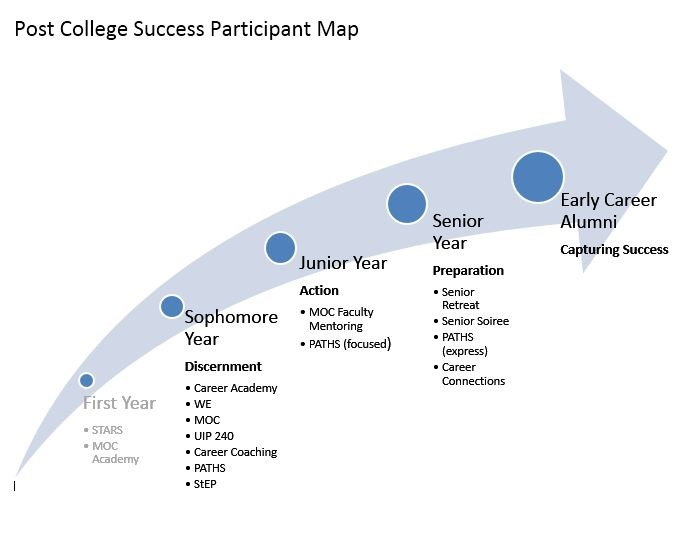 Post College Success Participant Map
First Year
• STARS
• MOC
Academy
Sophomore
Year
Discernment
• Career Academy
• WE
• MOC
• UIP 240
• Career Coaching
• PATHS
• StEP
Junior Year
Action
• MOC Faculty
Mentoring
• PATHS (focused)
Senior
Year
Preparation
• Senior
Retreat
• Senior Soiree
• PATHS
(express)
• Career
Connections
Early Career
Alumni
Capturing Success